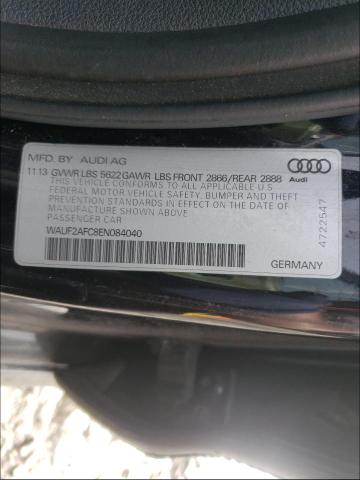 MFD. BY AUDI AG
11 13 GVWR LBS 5622 GAWR LBS FRONT 2866/REAR 2888
THIS VEHICLE CONFORMS TO ALL APPLICABLE U S
FEDERAL MOTOR VEHICLE SAFETY, BUMPER AND THEFT
PREVENTION STANDARDS IN EFFECT ON THE DATE OF
MANUFACTURE SHOWN ABOVE
PASSENGER CAR
WAUF2AFC8EN084040
Audi
4722547
GERMANY